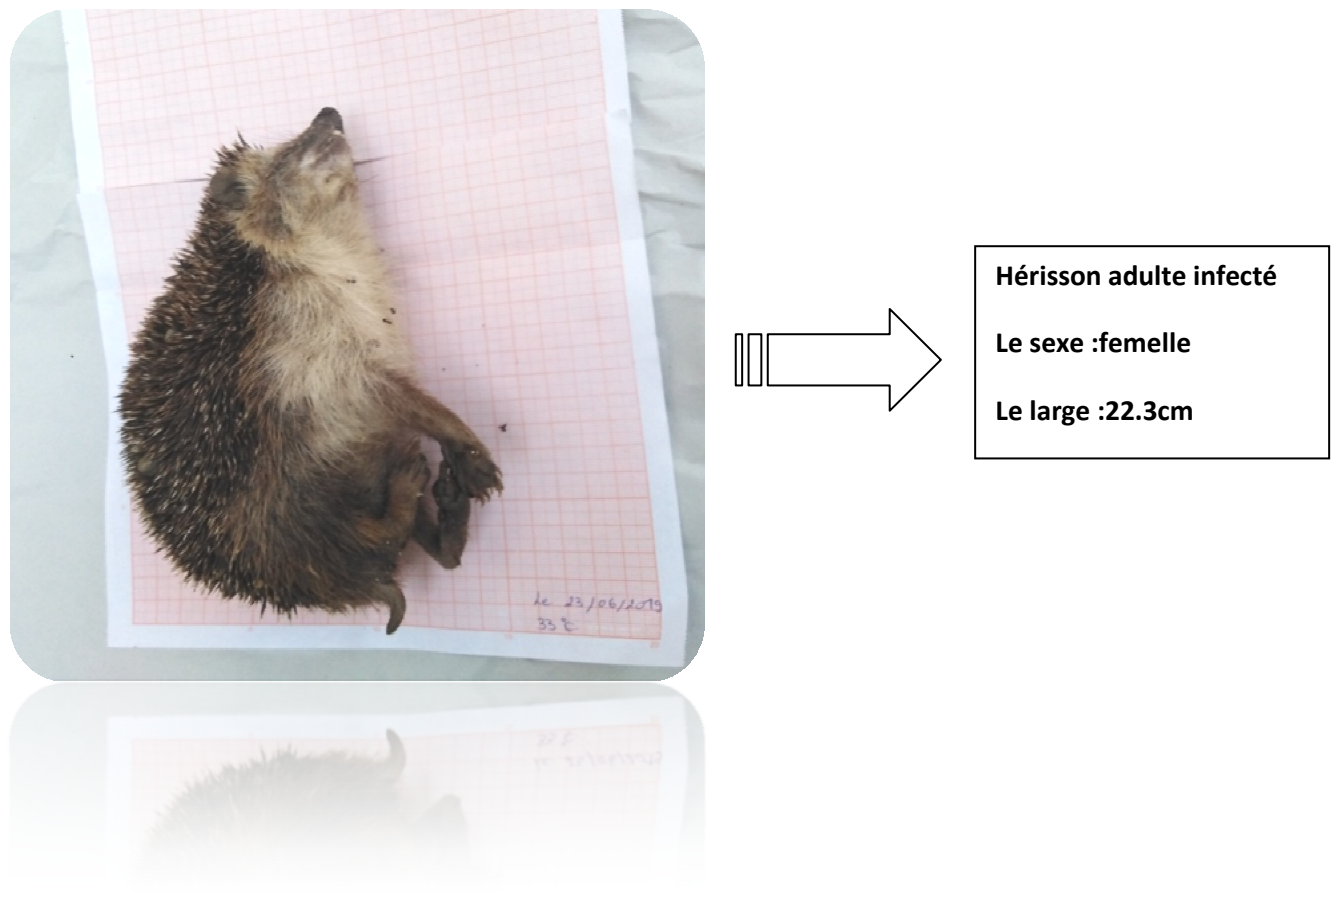 Le 23/06/2019
33 °C
Hérisson adulte infecté
Le sexe :femelle
Le large :22.3cm